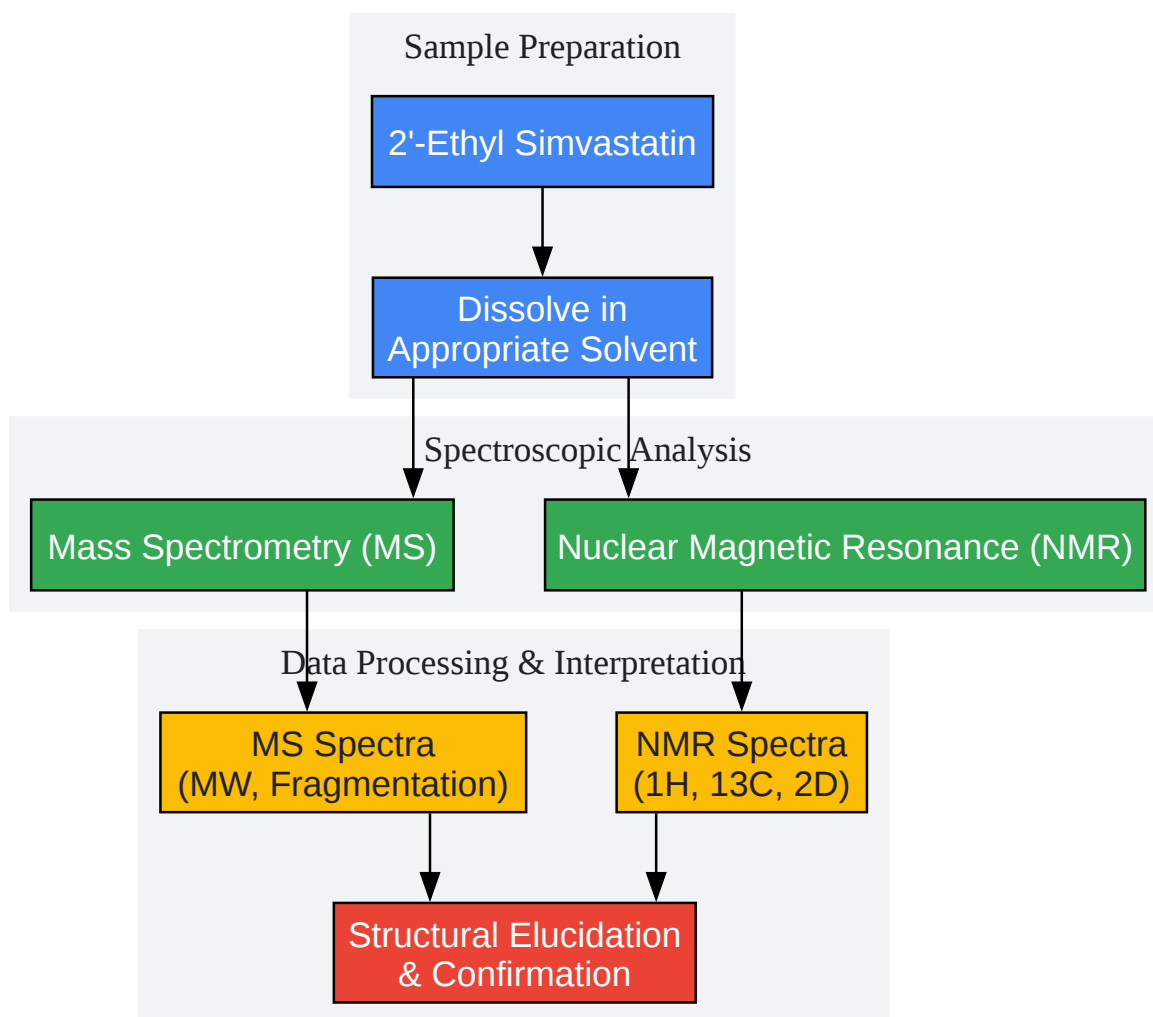 Sample Preparation
2'-Ethyl Simvastatin
Dissolve in
Appropriate Solvent
Spectroscopic Analysis
Mass Spectrometry (MS)
Nuclear Magnetic Resonance (NMR)
Data Processing & Interpretation
MS Spectra
(MW, Fragmentation)
NMR Spectra
(1H, 13C, 2D)
Structural Elucidation
& Confirmation